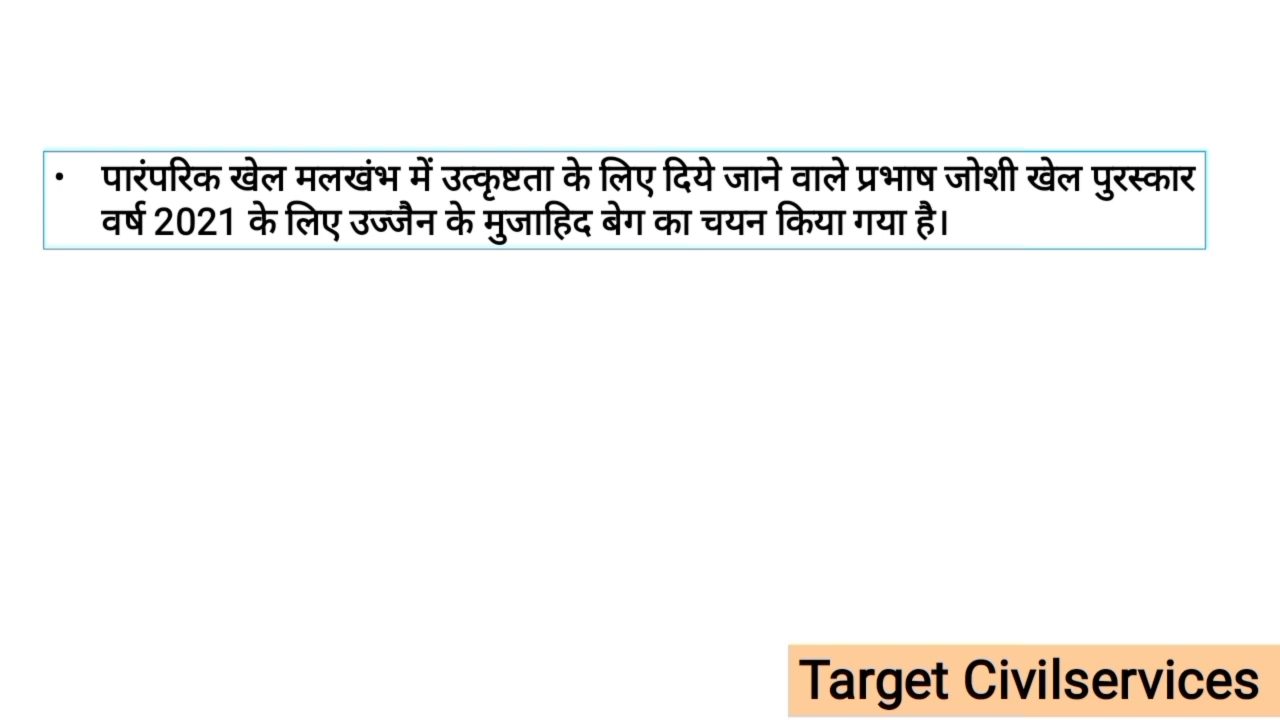 • पारंपरिक खेल मलखंभ में उत्कृष्टता के लिए दिये जाने वाले प्रभाष जोशी खेल पुरस्कार
वर्ष 2021 के लिए उज्जैन के मुजाहिद बेग का चयन किया गया है।
Target Civilservices